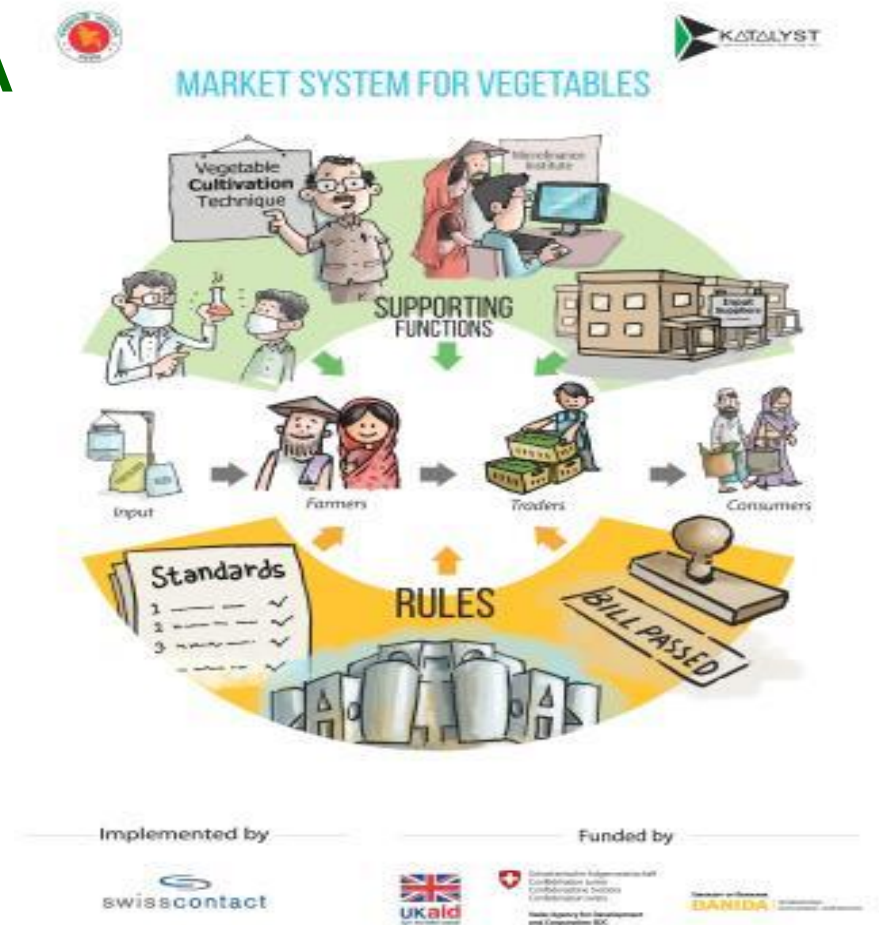 A
KATALYST
MARKET SYSTEM FOR VEGETABLES
Vegetable
Cultivation
Technique
Microfinance
Institute
SUPPORTING
FUNCTIONS
Input
Suppliers
Input
Farmers
Traders
Consumers
Standards
1
2
3
RULES
BILL PASSED
Implemented by
Funded by
swisscontact
UKaid
DANIDA